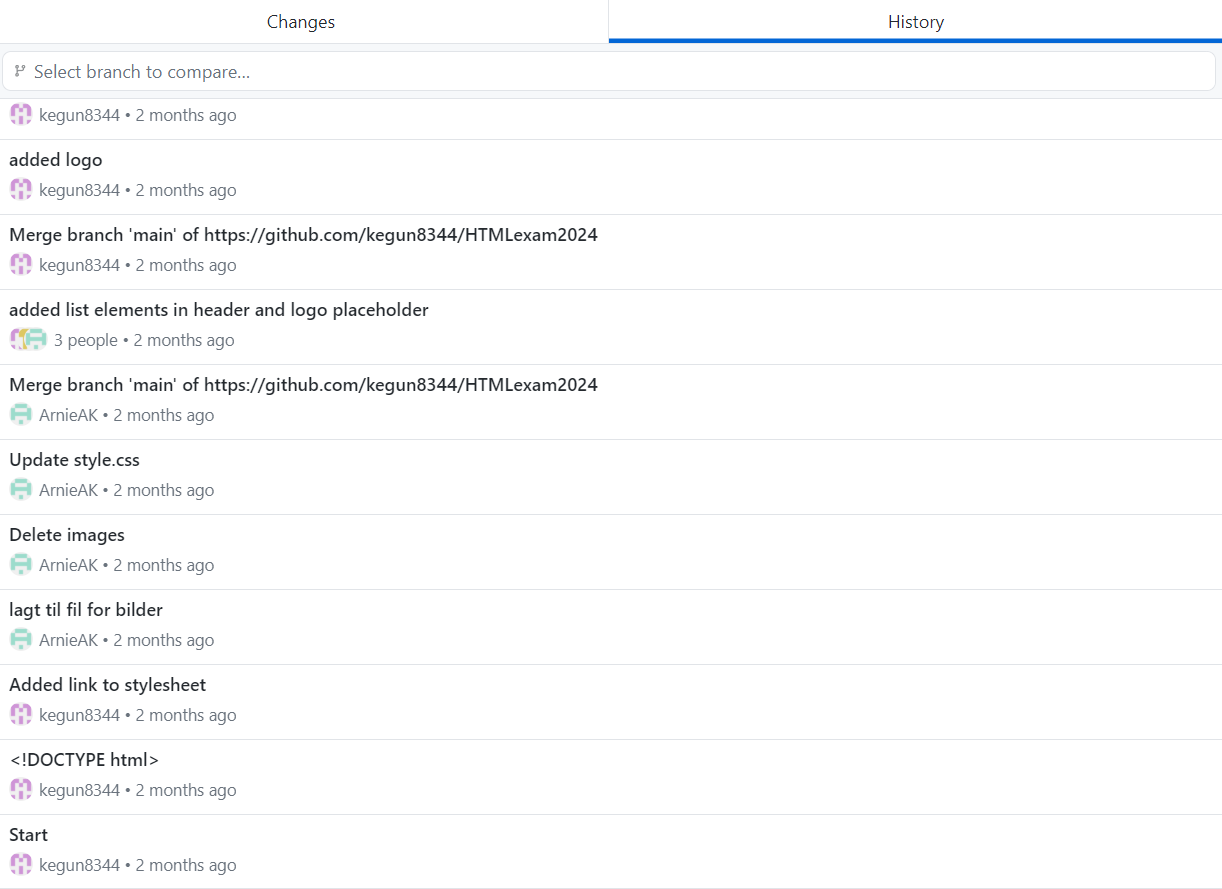 Changes
History
Select branch to compare...
kegun8344 • 2 months ago
added logo
kegun8344 • 2 months ago
Merge branch 'main' of https://github.com/kegun8344/HTMLexam2024
kegun8344 • 2 months ago
added list elements in header and logo placeholder
3 people • 2 months ago
Merge branch 'main' of https://github.com/kegun8344/HTMLexam2024
ArnieAK • 2 months ago
Update style.css
ArnieAK • 2 months ago
Delete images
ArnieAK • 2 months ago
lagt til fil for bilder
ArnieAK • 2 months ago
Added link to stylesheet
kegun8344 • 2 months ago
<!DOCTYPE html>
kegun8344 • 2 months ago
Start
kegun8344 • 2 months ago